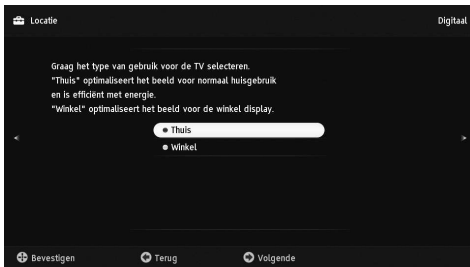 Locatie
Digitaal
Graag het type van gebruik voor de TV selecteren.
"Thuis" optimaliseert het beeld voor normaal huisgebruik
en is efficiënt met energie.
"Winkel" optimaliseert het beeld voor de winkel display.
Thuis
Winkel
Bevestigen
Terug
Volgende